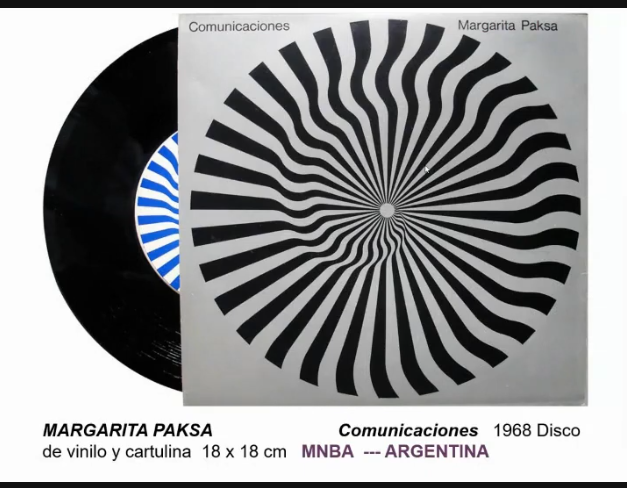 Comunicaciones Margarita Paksa
MARGARITA PAKSA Comunicaciones 1968 Disco
de vinilo y cartulina 18 x 18 cm MNBA --- ARGENTINA